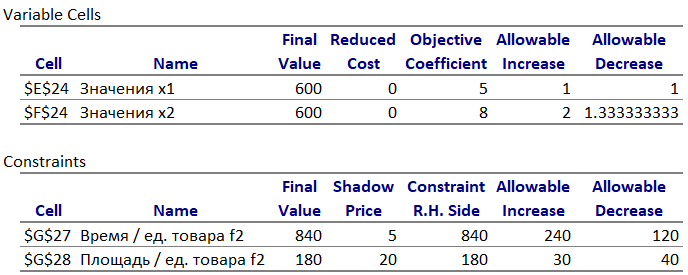 Variable Cells
Final Reduced Objective Allowable Allowable
Cell Name Value Cost Coefficient Increase Decrease
$E$24 Значения x1 600 0 5 1 1
$F$24 Значения x2 600 0 8 2 1.333333333
Constraints
Final Shadow Constraint Allowable Allowable
Cell Name Value Price R.H. Side Increase Decrease
$G$27 Время / ед. товара f2 840 5 840 240 120
$G$28 Площадь / ед. товара f2 180 20 180 30 40